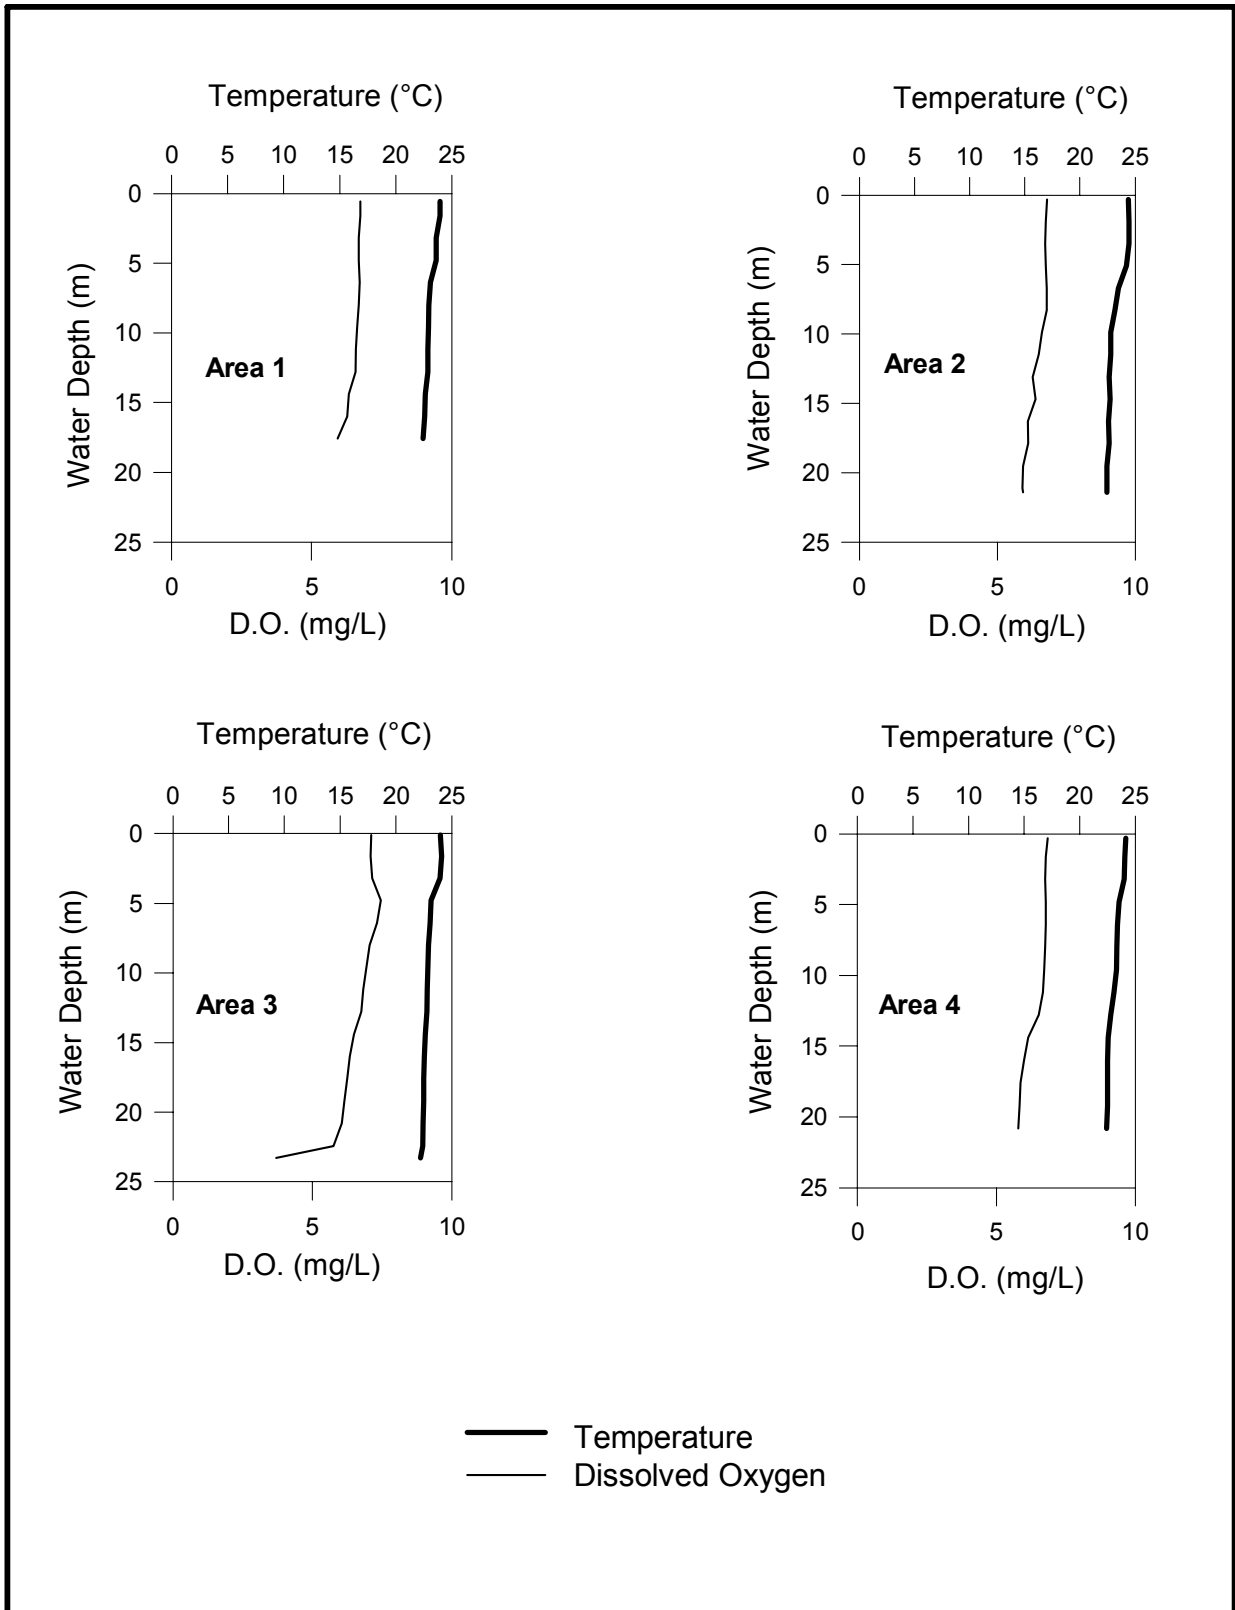 Temperature (°C)
0 5 10 15 20 25
0
5
10
15
20
25
Water Depth (m)
Area 1
0 5 10
D.O. (mg/L)
Temperature (°C)
0 5 10 15 20 25
0
5
10
15
20
25
Water Depth (m)
Area 2
0 5 10
D.O. (mg/L)
Temperature (°C)
0 5 10 15 20 25
0
5
10
15
20
25
Water Depth (m)
Area 3
0 5 10
D.O. (mg/L)
Temperature (°C)
0 5 10 15 20 25
0
5
10
15
20
25
Water Depth (m)
Area 4
0 5 10
D.O. (mg/L)
Temperature
Dissolved Oxygen